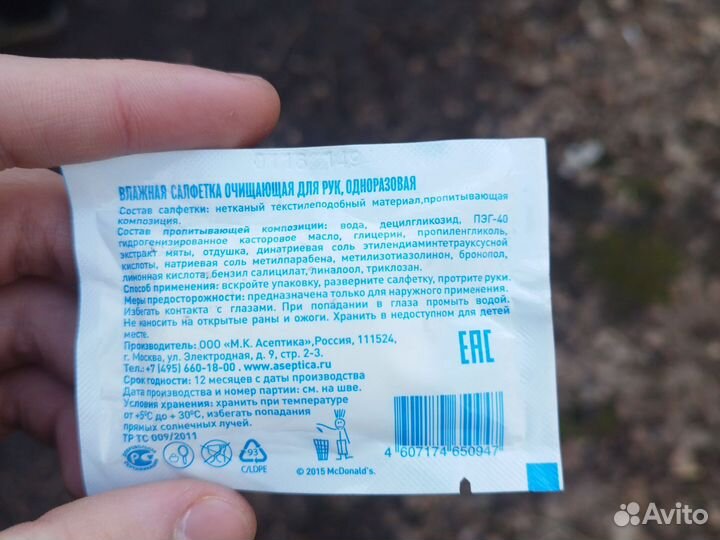 ВЛАЖНАЯ САЛФЕТКА ОЧИЩАЮЩАЯ ДЛЯ РУК, ОДНОРАЗОВАЯ
Состав салфетки: нетканый текстилеподобный материал,пропитывающая
композиция.
Состав пропитывающей композиции: вода, децилгликозид, ПЭГ-40
гидрогенизированное касторовое масло, глицерин, пропиленгликоль,
экстракт мяты, отдушка, динатриевая соль этилендиаминтетрауксусной
кислоты, натриевая соль метилпарабена, метилизотиазолинон, бронопол,
лимонная кислота, бензил салицилат, линалоол, триклозан.
Способ применения: вскройте упаковку, разверните салфетку, протрите руки.
Меры предосторожности: предназначена только для наружного применения.
Избегать контакта с глазами. При попадании в глаза промыть водой.
Не наносить на открытые раны и ожоги. Хранить в недоступном для детей
месте.
Производитель: ООО «М.К. Асептика»,Россия, 111524,
г. Москва, ул. Электродная, д. 9, стр. 2-3.
Тел.: +7 (495) 660-18-00 . www.aseptica.ru
Срок годности: 12 месяцев с даты производства
Дата производства и номер партии: см. на шве.
Условия хранения: хранить при температуре
от +5°С до + 30°С, избегать попадания
прямых солнечных лучей.
ТР ТС 009/2011
EAC
93
C/LDPE
© 2015 McDonald's.
4 607174 650947
Avito